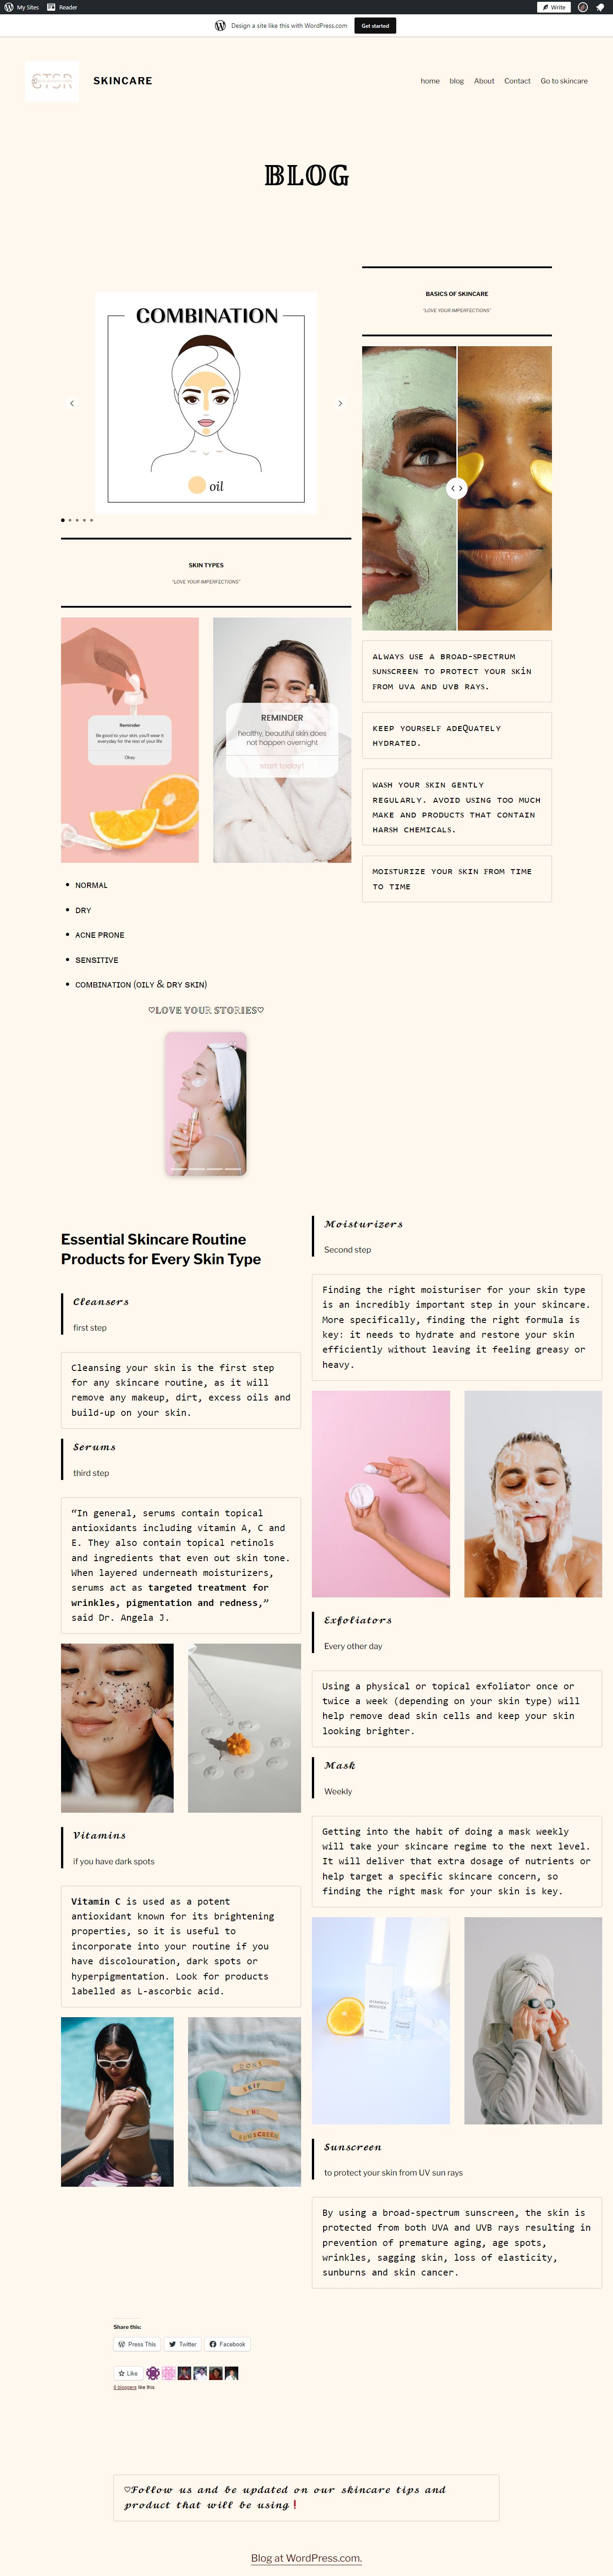 My Sites
Reader
Write
Design a site like this with WordPress.com
Get started
CTSR
SKINCARE
home
blog
About
Contact
Go to skincare
BLOG
COMBINATION
oil
SKIN TYPES
"LOVE YOUR IMPERFECTIONS"
Reminder
Be good to your skin, you'll wear it
everyday for the rest of your life
Okay
REMINDER
healthy, beautiful skin does
not happen overnight
start today!
• NORMAL
• DRY
• ACNE PRONE
• SENSITIVE
• COMBINATION (OILY & DRY SKIN)
♡LOVE YOUR STORIES♡
BASICS OF SKINCARE
"LOVE YOUR IMPERFECTIONS"
ALWAYS USE A BROAD-SPECTRUM
SUNSCREEN TO PROTECT YOUR SKiN
FROM UVA AND UVB RAYS.
KEEP YOURSELF ADEQUATELY
HYDRATED.
WASH YOUR SKIN GENTLY
REGULARLY. AVOID USING TOO MUCH
MAKE AND PRODUCTS THAT CONTAIN
HARSH CHEMICALS.
MOISTURIZE YOUR SKIN FROM TIME
TO TIME
Essential Skincare Routine
Products for Every Skin Type
Cleansers
first step
Cleansing your skin is the first step
for any skincare routine, as it will
remove any makeup, dirt, excess oils and
build-up on your skin.
Serums
third step
“In general, serums contain topical
antioxidants including vitamin A, C and
E. They also contain topical retinols
and ingredients that even out skin tone.
When layered underneath moisturizers,
serums act as targeted treatment for
wrinkles, pigmentation and redness,”
said Dr. Angela J.
Vitamins
if you have dark spots
Vitamin C is used as a potent
antioxidant known for its brightening
properties, so it is useful to
incorporate into your routine if you
have discolouration, dark spots or
hyperpigmentation. Look for products
labelled as L-ascorbic acid.
DONT
SKIP
THE
SUNSCREEN
Moisturizers
Second step
Finding the right moisturiser for your skin type
is an incredibly important step in your skincare.
More specifically, finding the right formula is
key: it needs to hydrate and restore your skin
efficiently without leaving it feeling greasy or
heavy.
Exfoliators
Every other day
Using a physical or topical exfoliator once or
twice a week (depending on your skin type) will
help remove dead skin cells and keep your skin
looking brighter.
Mask
Weekly
Getting into the habit of doing a mask weekly
will take your skincare regime to the next level.
It will deliver that extra dosage of nutrients or
help target a specific skincare concern, so
finding the right mask for your skin is key.
BOOSTER
Sunscreen
to protect your skin from UV sun rays
By using a broad-spectrum sunscreen, the skin is
protected from both UVA and UVB rays resulting in
prevention of premature aging, age spots,
wrinkles, sagging skin, loss of elasticity,
sunburns and skin cancer.
Share this:
Press This
Twitter
Facebook
Like
6 bloggers like this.
♡Follow us and be updated on our skincare tips and
product that will be using❗
Blog at WordPress.com.